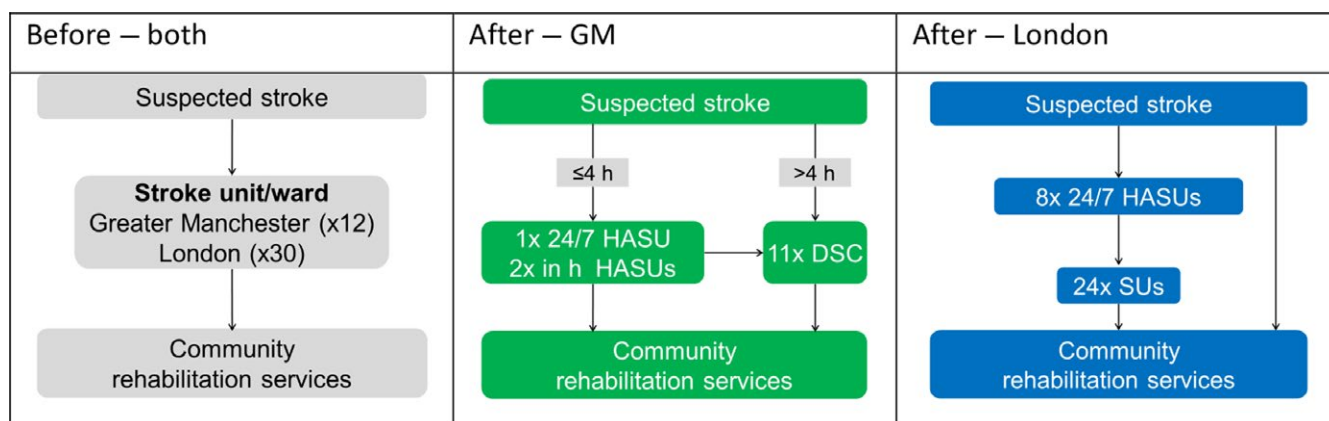 Before – both
Suspected stroke
Stroke unit/ward
Greater Manchester (x12)
London (x30)
Community
rehabilitation services
After – GM
Suspected stroke
≤4 h
>4 h
1x 24/7 HASU
2x in h HASUs
11x DSC
Community
rehabilitation services
After – London
Suspected stroke
8x 24/7 HASUs
24x SUs
Community
rehabilitation services